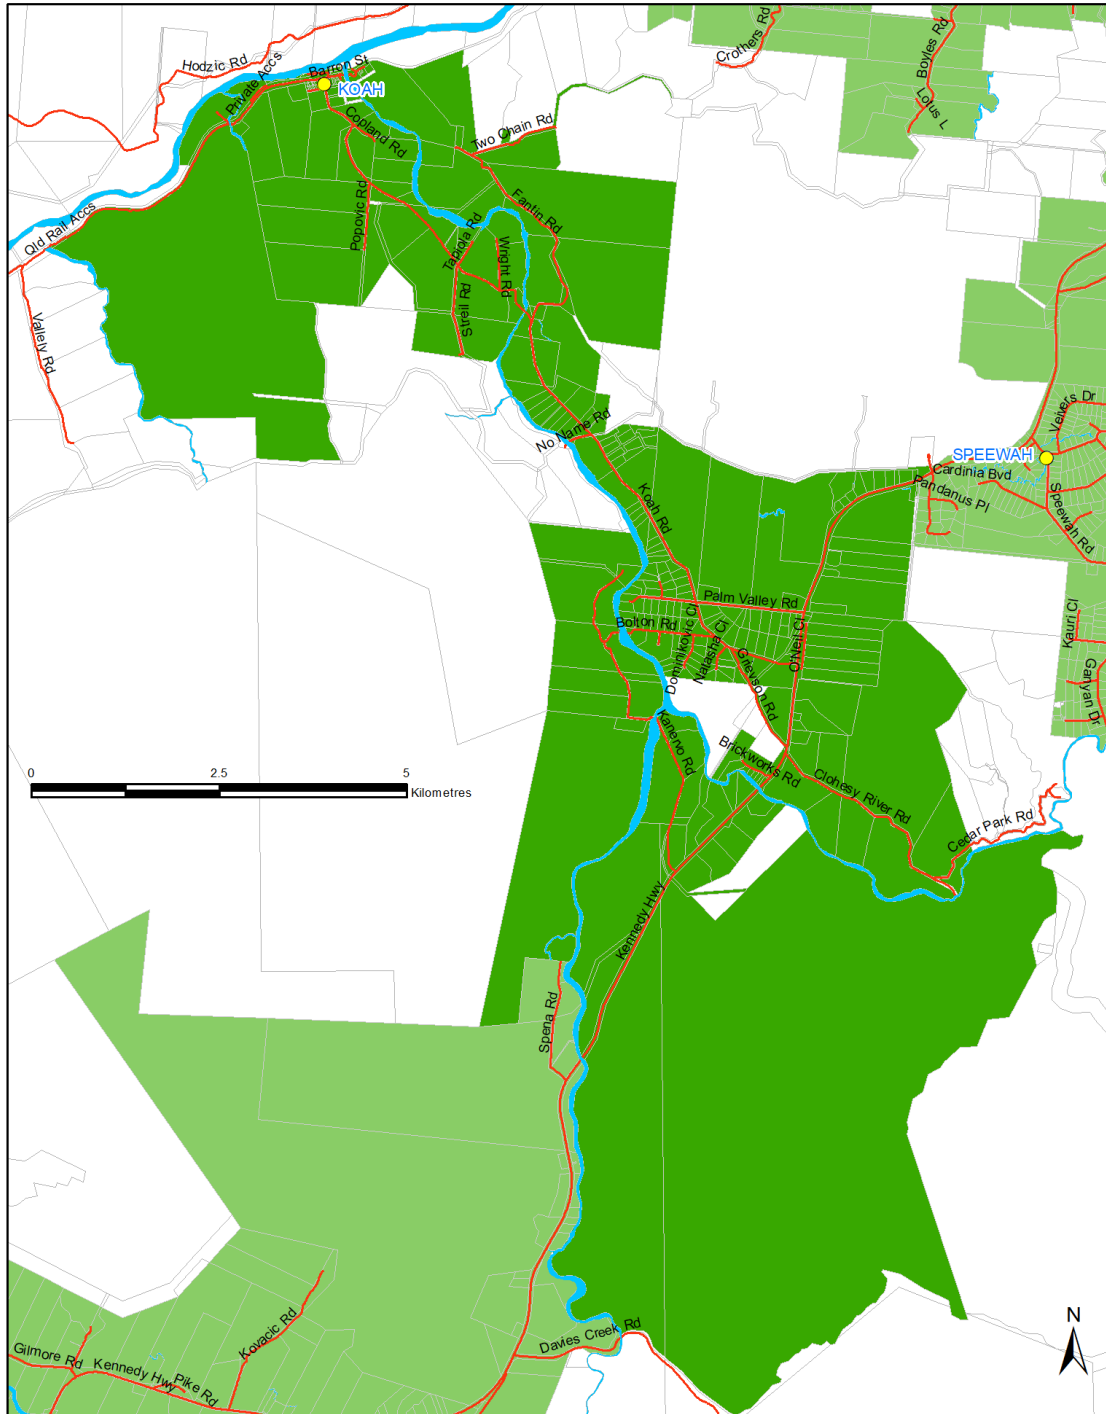 Crothers Rd
Boyles Rd
Hodzic Rd
Barron St
Private Accs
KOAH
Lotus L
Copland Rd
Two Chain Rd
Fantin Rd
Popovic Rd
Qld Rail Accs
Tapiola Rd
Wright Rd
Streil Rd
Vallely Rd
Veivers Dr
No Name Rd
SPEEWAH
Cardinia Bvd
Pandanus Pl
Speewah Rd
Koah Rd
Palm Valley Rd
Bolton Rd
Dominikovic Cl
Natasha Cl
O'Neil Cl
Kauri Cl
Grievson Rd
Ganyan Dr
Kanervo Rd
Brickworks Rd
Clohesy River Rd
0 2.5 5
Kilometres
Cedar Park Rd
Kennedy Hwy
Spena Rd
N
Kovacic Rd
Davies Creek Rd
Gilmore Rd
Kennedy Hwy
Pike Rd